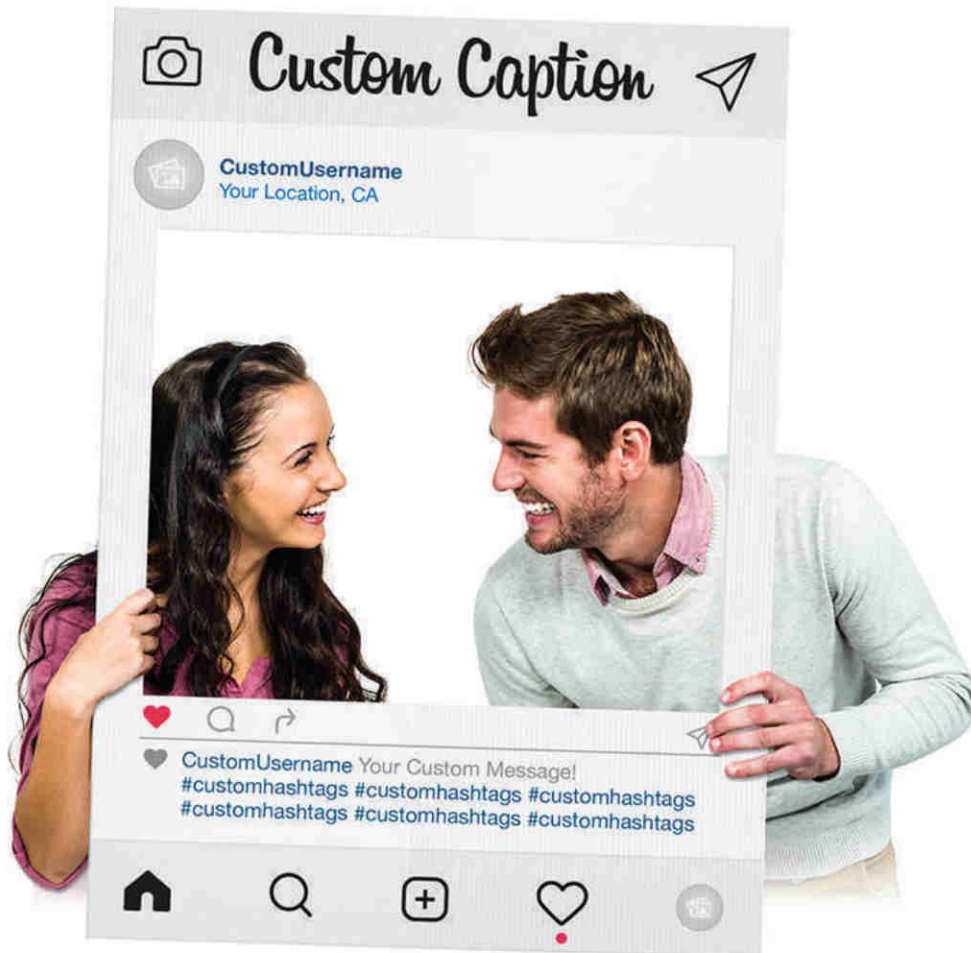 Custom Caption
CustomUsername
Your Location, CA
CustomUsername Your Custom Message!
#customhashtags #customhashtags #customhashtags
#customhashtags #customhashtags #customhashtags